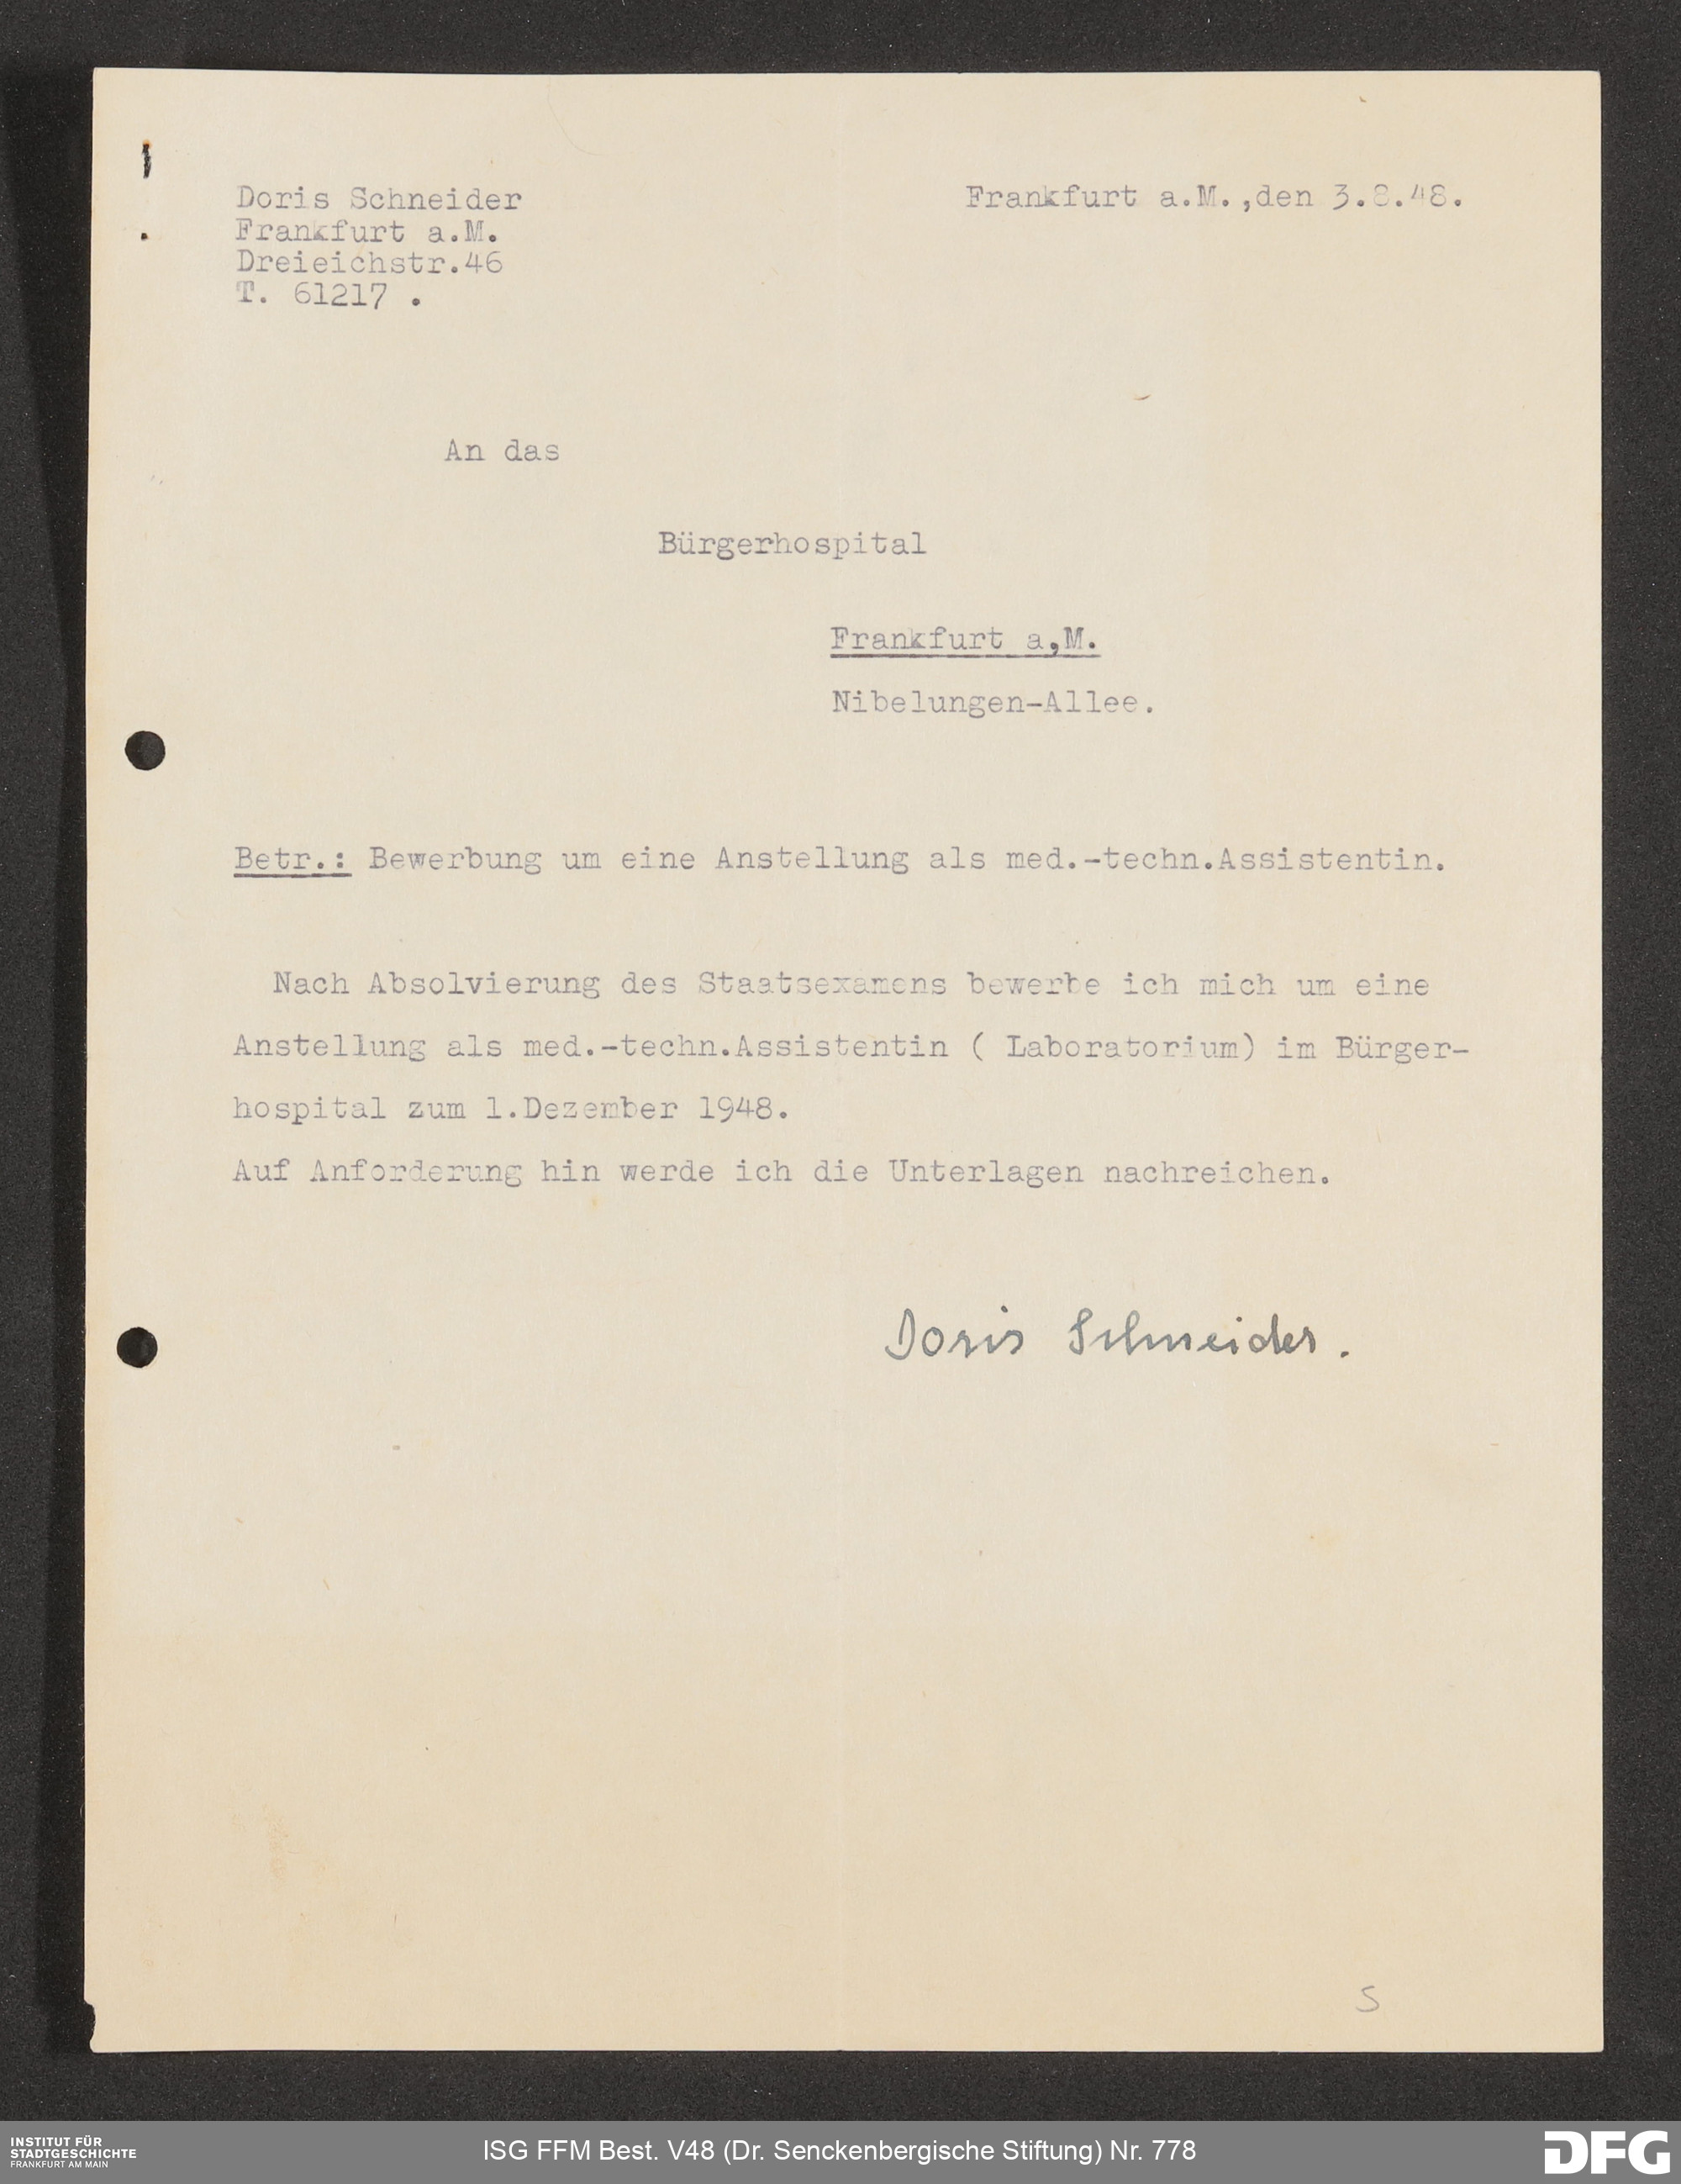 Doris Schneider
Frankfurt a.M.
Dreieichstr.46
T. 61217 .
Frankfurt a.M.,den 3.8.48.
An das
Bürgerhospital
Frankfurt a,M.
Nibelungen-Allee.
Betr.: Bewerbung um eine Anstellung als med.-techn.Assistentin.
Nach Absolvierung des Staatsexamens bewerbe ich mich um eine
Anstellung als med.-techn.Assistentin ( Laboratorium) im Bürger-
hospital zum 1.Dezember 1948.
Auf Anforderung hin werde ich die Unterlagen nachreichen.
Doris Schneider.
S
INSTITUT FÜR
STADTGESCHICHTE
FRANKFURT AM MAIN
ISG FFM Best. V48 (Dr. Senckenbergische Stiftung) Nr. 778
DFG